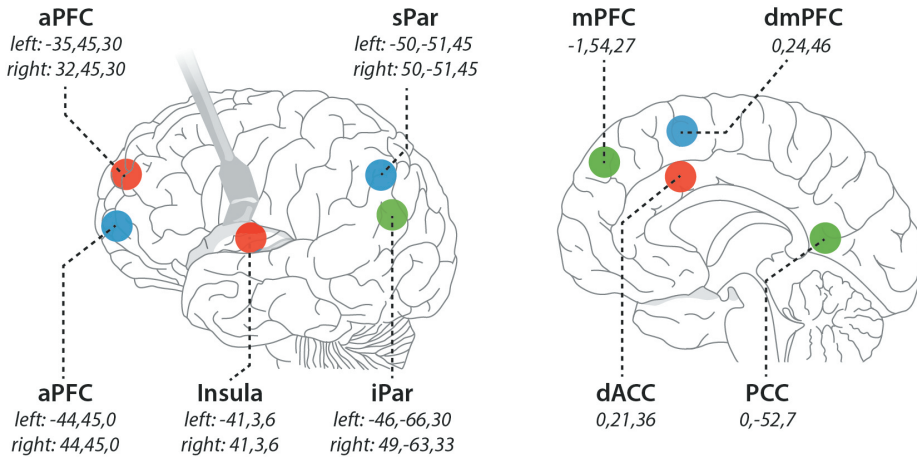 aPFC
left: -35,45,30
right: 32,45,30
sPar
left: -50,-51,45
right: 50,-51,45
mPFC
-1,54,27
dmPFC
0,24,46
aPFC
left: -44,45,0
right: 44,45,0
Insula
left: -41,3,6
right: 41,3,6
iPar
left: -46,-66,30
right: 49,-63,33
dACC
0,21,36
PCC
0,-52,7